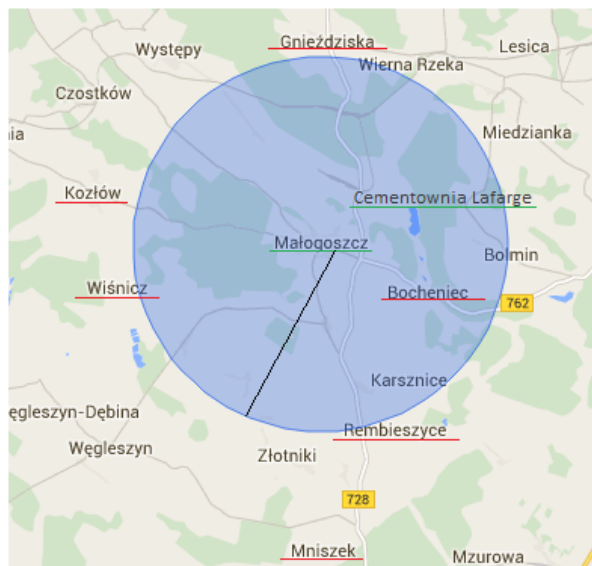 Gnieździska
Występy
Lesica
Wierna Rzeka
Czostków
nia
Miedzianka
Kozłów
Cementownia Lafarge
Małogoszcz
Bolmin
Wiśnicz
Bocheniec
762
Karsznice
ęgleszyn-Dębina
Rembieszyce
Węgleszyn
Złotniki
728
Mniszek
Mzurowa